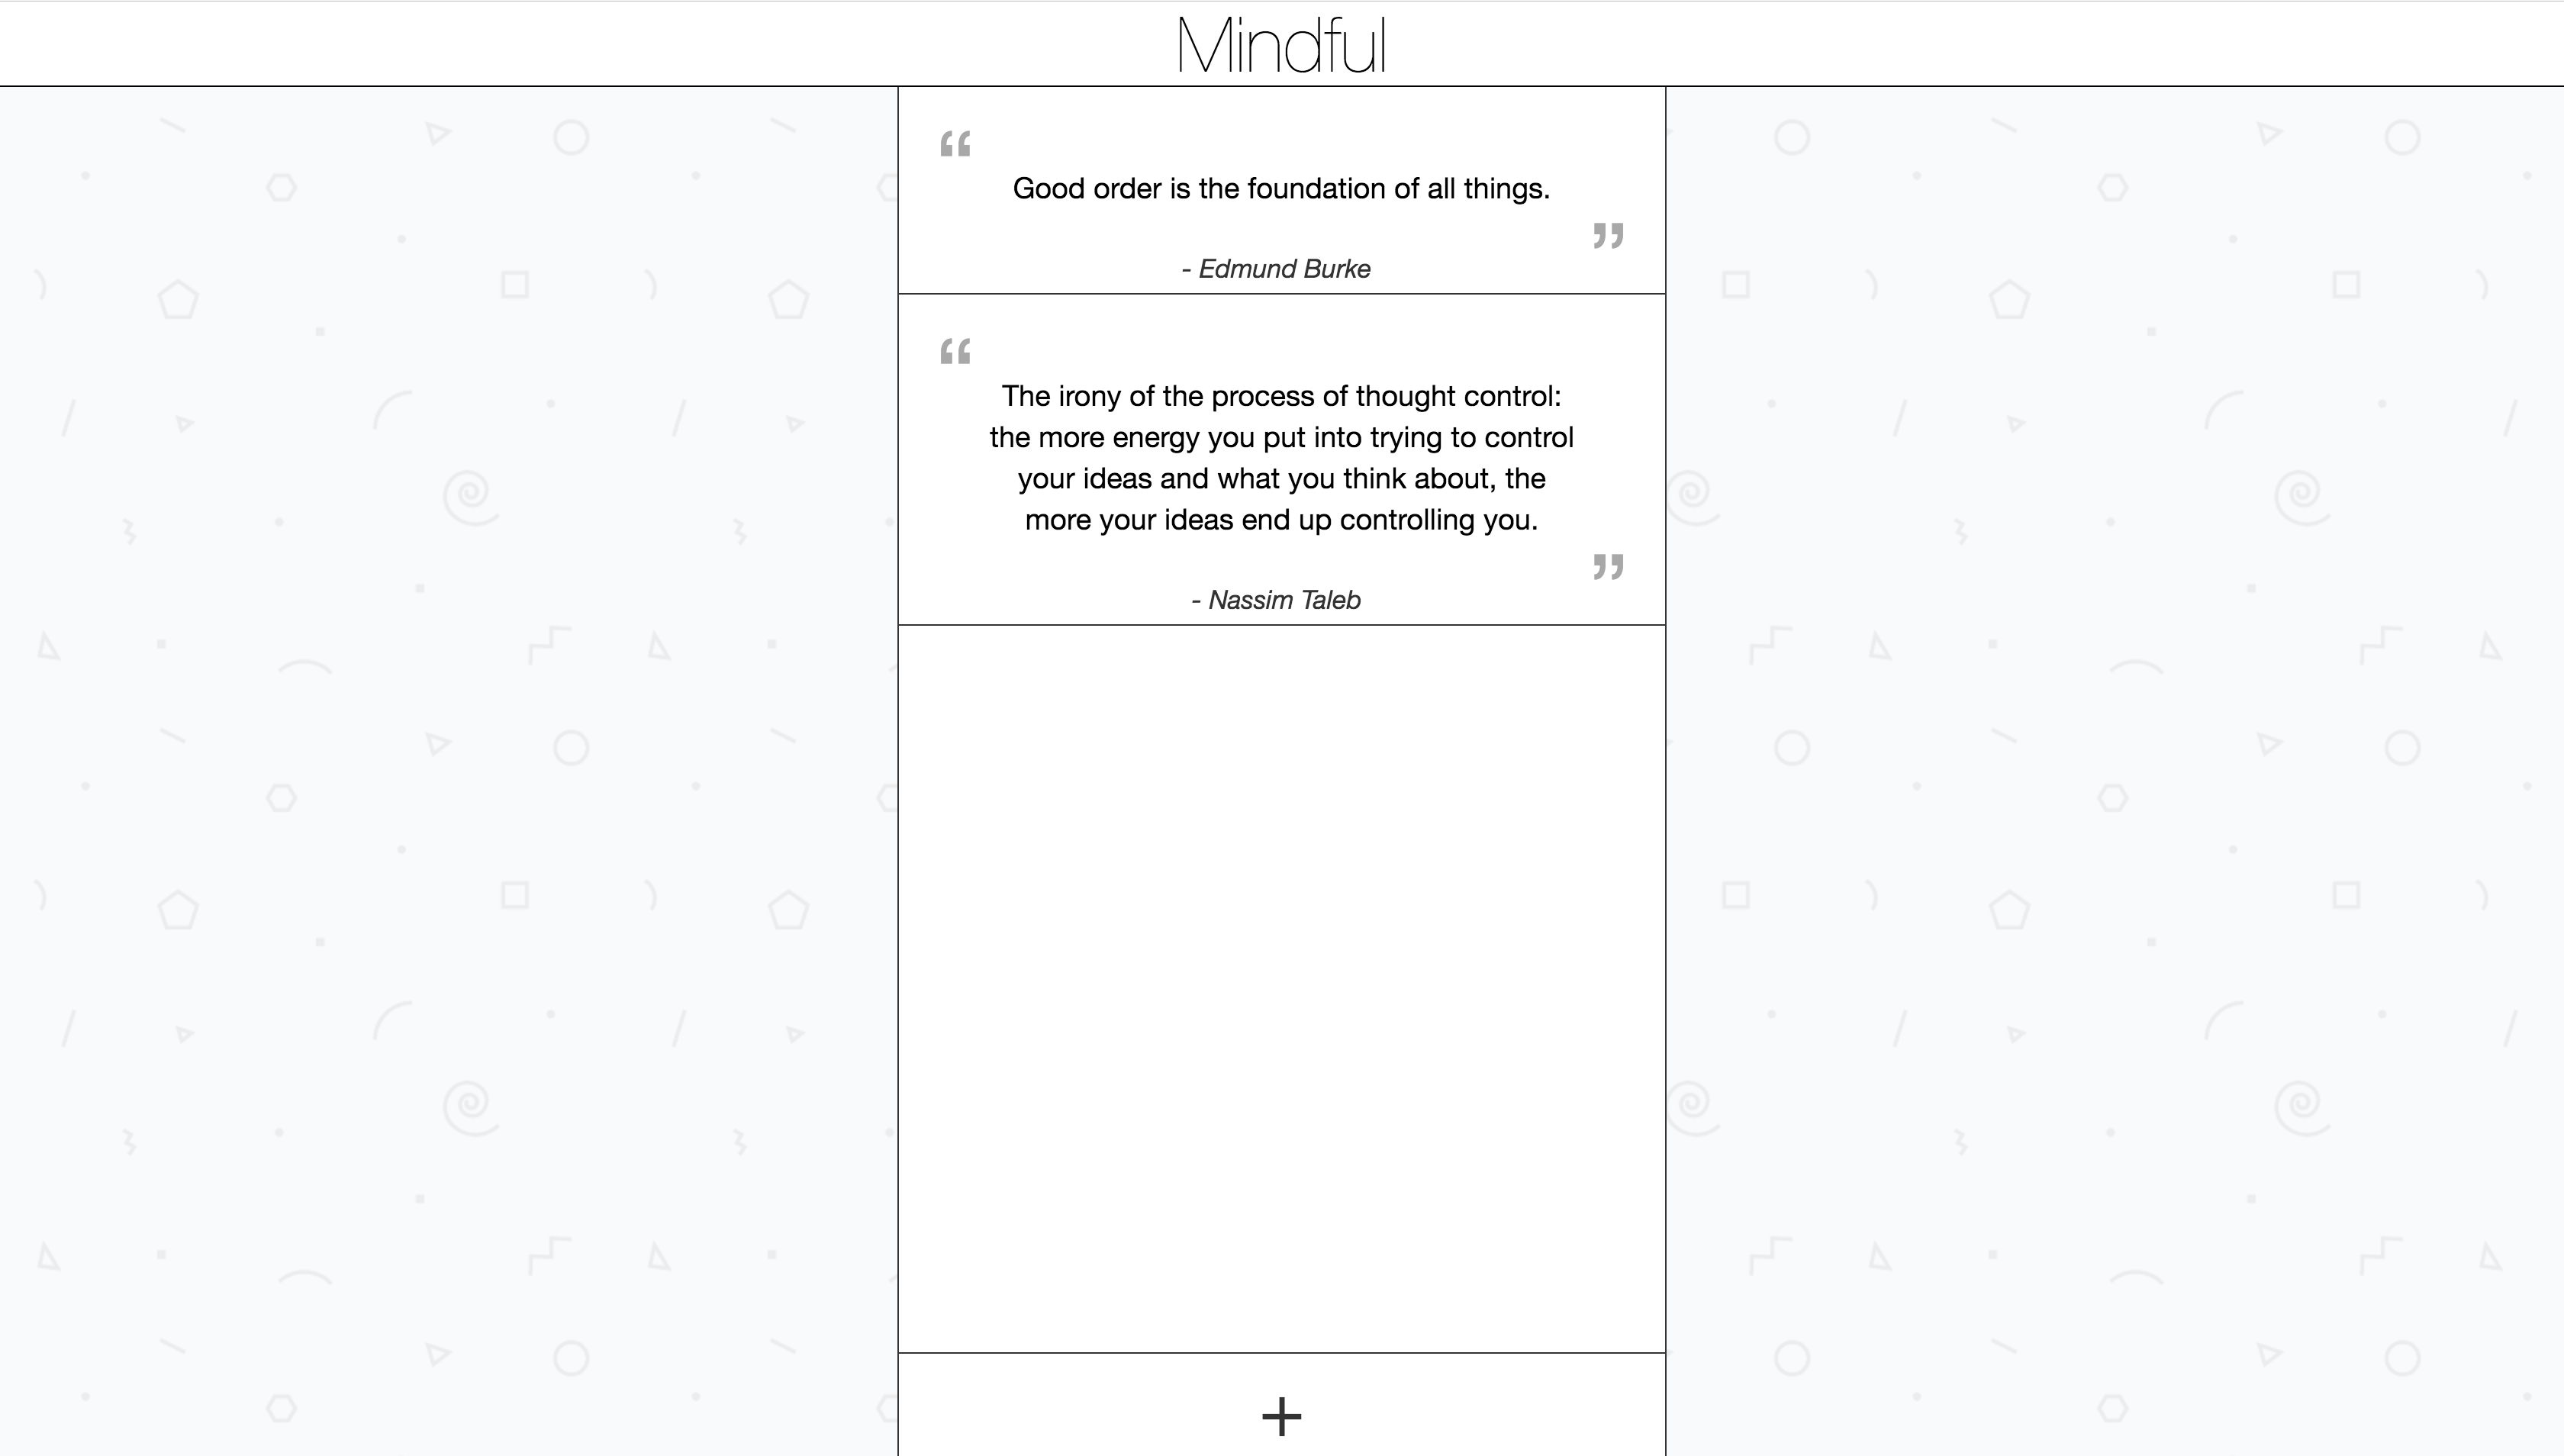 Mindful
“
Good order is the foundation of all things.
”
- Edmund Burke
“
The irony of the process of thought control:
the more energy you put into trying to control
your ideas and what you think about, the
more your ideas end up controlling you.
”
- Nassim Taleb
+